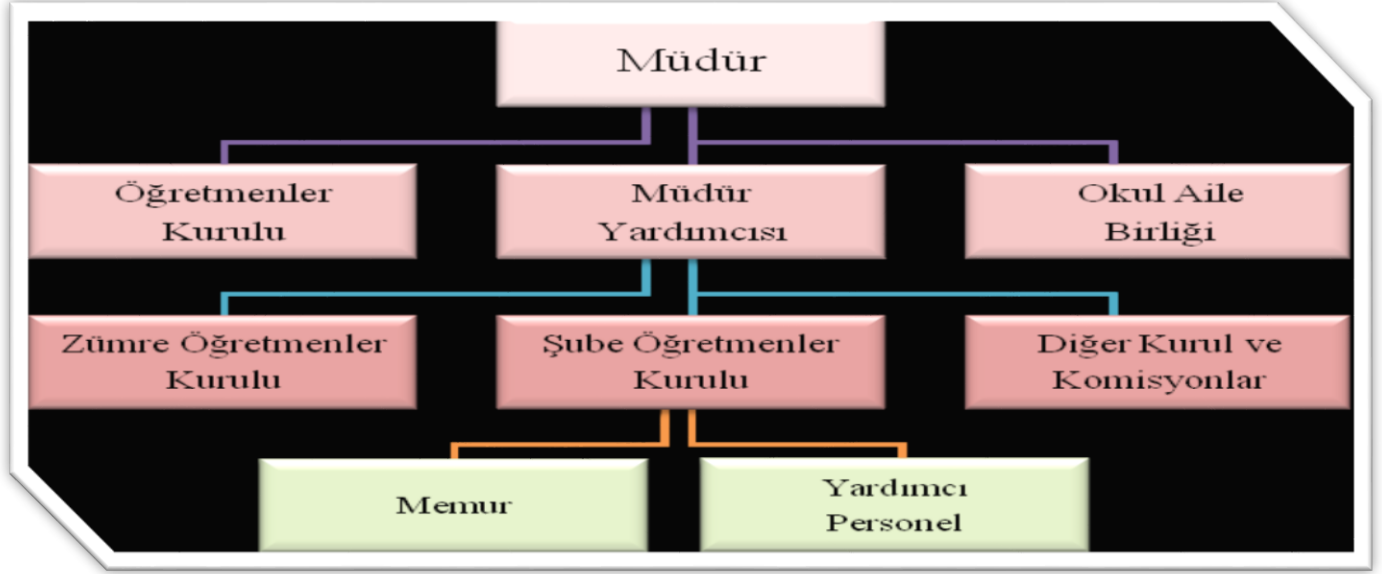 Müdür
Öğretmenler
Kurulu
Müdür
Yardımcısı
Okul Aile
Birliği
Zümre Öğretmenler
Kurulu
Şube Öğretmenler
Kurulu
Diğer Kurul ve
Komisyonlar
Memur
Yardımcı
Personel